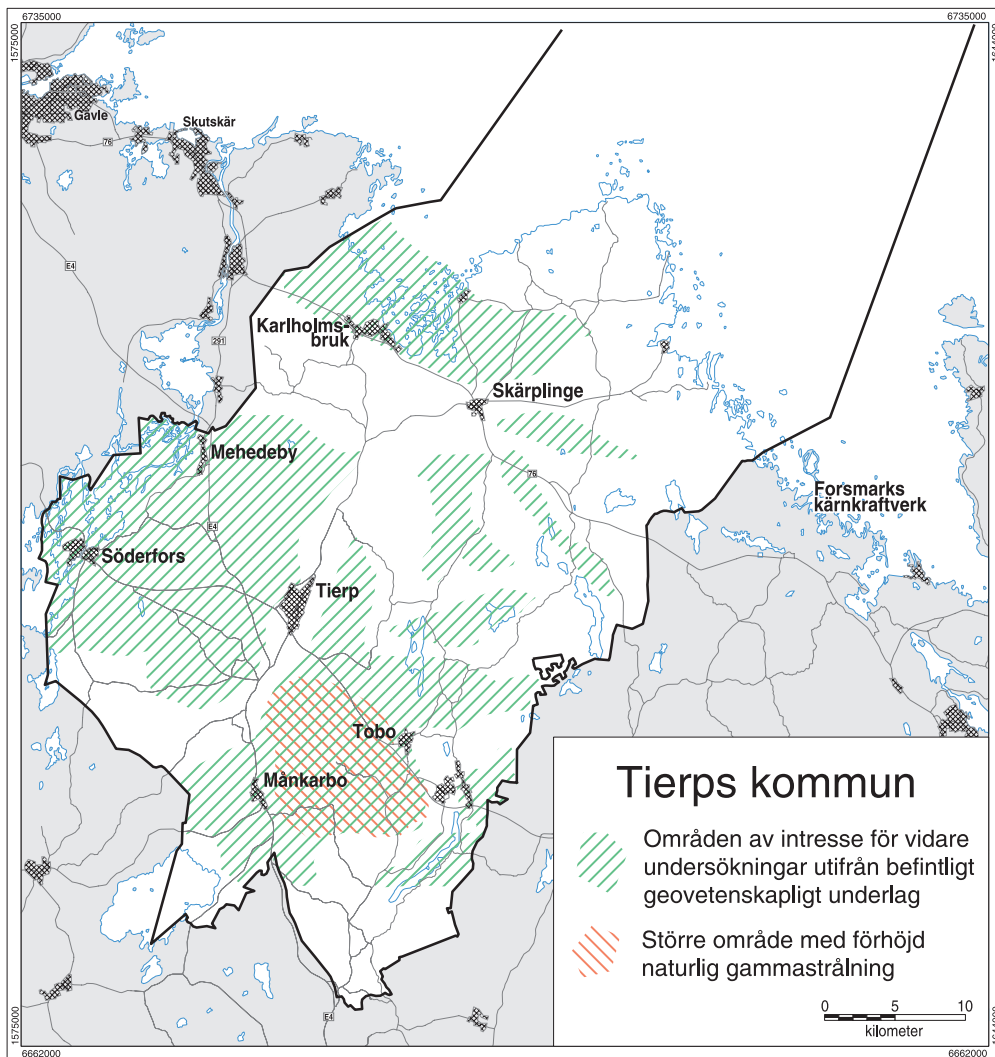 6735000
6735000
1575000
1644000
Gävle
Skutskär
76
E4
291
Karlholms-
bruk
Skärplinge
Mehedeby
76
Forsmarks
kärnkraftverk
E4
Söderfors
Tierp
Tobo
Månkarbo
Tierps kommun
Områden av intresse för vidare
undersökningar utifrån befintligt
geovetenskapligt underlag
Större område med förhöjd
naturlig gammastrålning
0 5 10
kilometer
E4
1575000
1644000
6662000
6662000